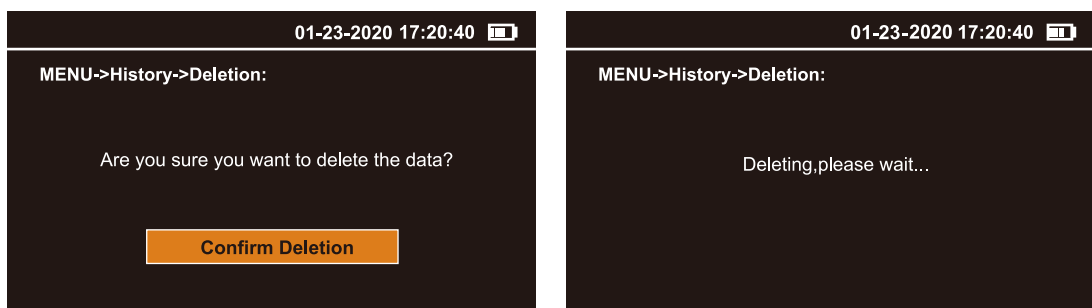 01-23-2020 17:20:40
MENU->History->Deletion:
Are you sure you want to delete the data?
Confirm Deletion
01-23-2020 17:20:40
MENU->History->Deletion:
Deleting,please wait...